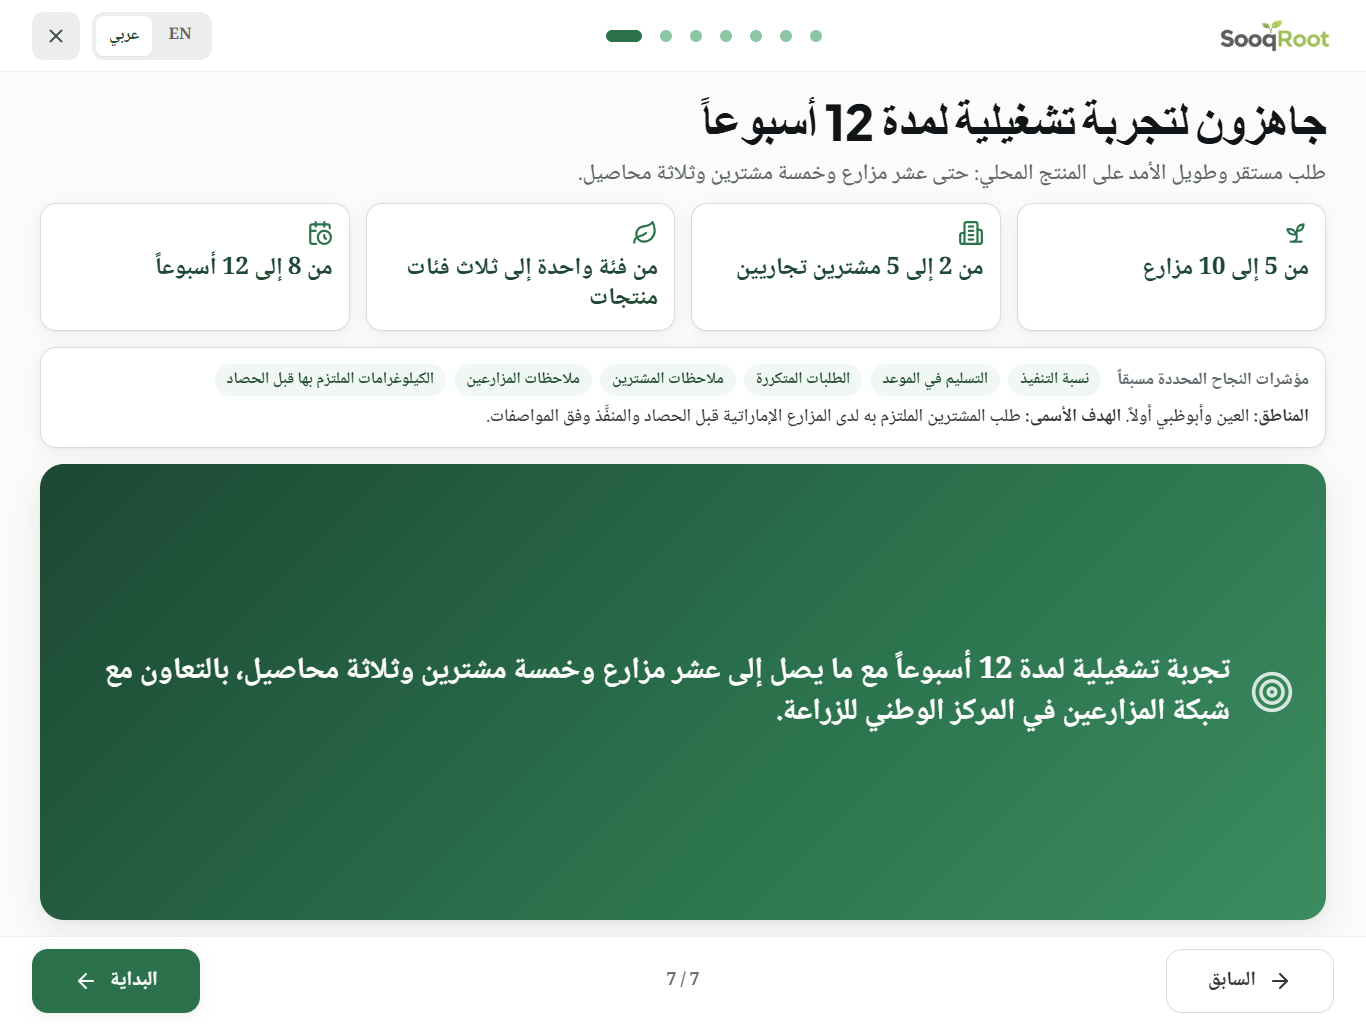 SooqRoot
EN
عربي
جاهزون لتجربة تشغيلية لمدة 12 أسبوعاً
طلب مستقر وطويل الأمد على المنتج المحلي: حتى عشر مزارع وخمسة مشترين وثلاثة محاصيل.
من 5 إلى 10 مزارع
من 2 إلى 5 مشترين تجاريين
من فئة واحدة إلى ثلاث فئات
منتجات
من 8 إلى 12 أسبوعاً
مؤشرات النجاح المحددة مسبقاً نسبة التنفيذ التسليم في الموعد الطلبات المتكررة ملاحظات المشترين ملاحظات المزارعين الكيلوغرامات الملتزم بها قبل الحصاد
المناطق: العين وأبوظبي أولاً. الهدف الأسمى: طلب المشترين الملتزم به لدى المزارع الإماراتية قبل الحصاد والمنفَّذ وفق المواصفات.
تجربة تشغيلية لمدة 12 أسبوعاً مع ما يصل إلى عشر مزارع وخمسة مشترين وثلاثة محاصيل، بالتعاون مع
شبكة المزارعين في المركز الوطني للزراعة.
السابق
7 / 7
البداية